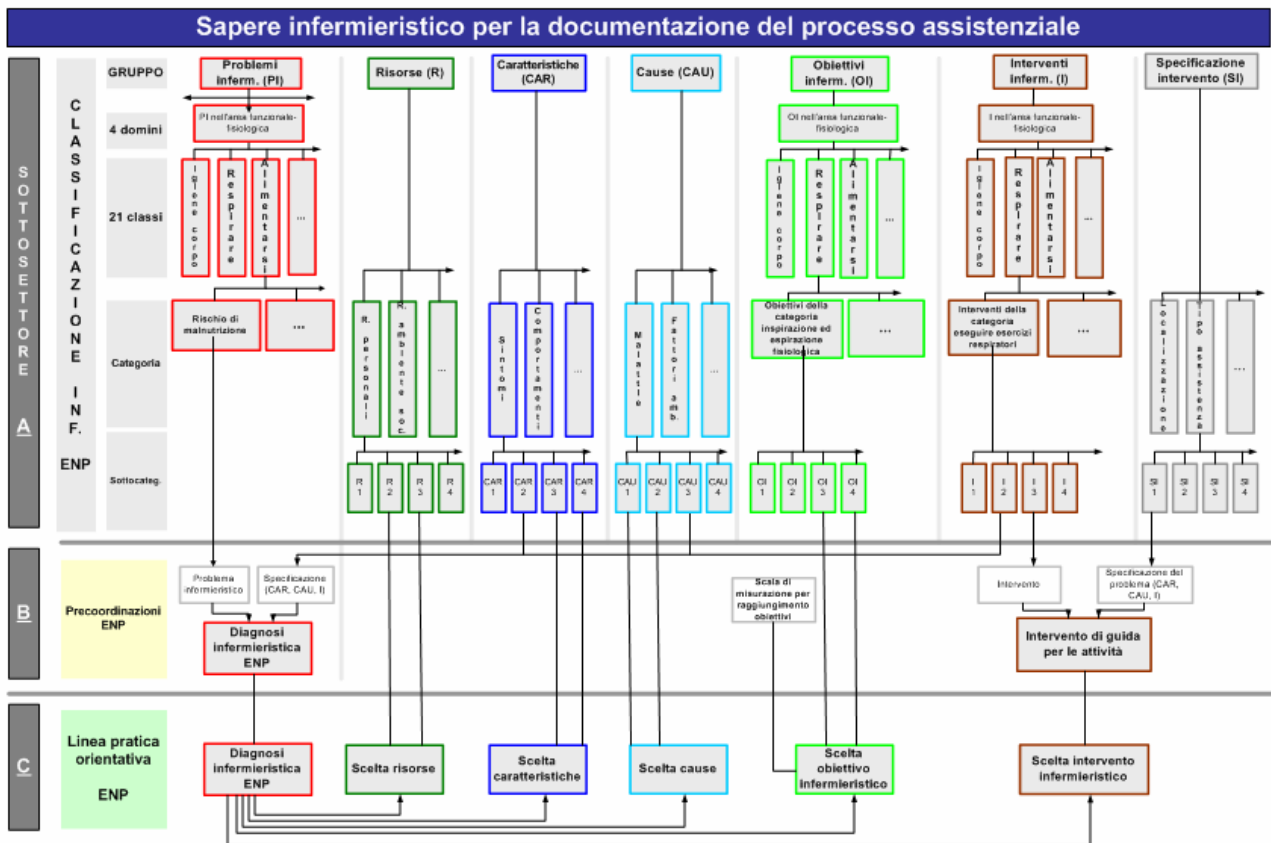 Sapere infermieristico per la documentazione del processo assistenziale
SOTTOSETTORE A
CLASSIFICAZIONE INF.
ENP
GRUPPO
4 domini
21 classi
Categoria
Sottocateg.
Problemi
inferm. (PI)
PI nell'area funzionale-
fisiologica
Igiene corpo
Respirare
Alimentarsi
...
Rischio di
malnutrizione
...
Risorse (R)
R. personali
R. ambiente soc.
...
R
1
R
2
R
3
R
4
Caratteristiche
(CAR)
Sintomi
Comportamenti
...
CAR
1
CAR
2
CAR
3
CAR
4
Cause (CAU)
Malattie
Fattori amb.
...
CAU
1
CAU
2
CAU
3
CAU
4
Obiettivi
inferm. (OI)
OI nell'area funzionale-
fisiologica
Igiene corpo
Respirare
Alimentarsi
...
Obiettivi della
categoria
inspirazione ed
espirazione
fisiologica
...
OI
1
OI
2
OI
3
OI
4
Interventi
inferm. (I)
I nell'area funzionale-
fisiologica
Igiene corpo
Respirare
Alimentarsi
...
Interventi della
categoria
eseguire esercizi
respiratori
...
I
1
I
2
I
3
I
4
Specificazione
intervento (SI)
Localizzazione
Tipo assistenza
...
SI
1
SI
2
SI
3
SI
4
B
Precoordinazioni
ENP
Problema
infermieristico
Specificazione
(CAR, CAU, I)
Diagnosi
infermieristica
ENP
Scala di
misurazione per
raggiungimento
obiettivi
Intervento
Specificazione del
problema (CAR,
CAU, I)
Intervento di guida
per le attività
C
Linea pratica
orientativa
ENP
Diagnosi
infermieristica
ENP
Scelta risorse
Scelta
caratteristiche
Scelta cause
Scelta
obiettivo
infermieristico
Scelta intervento
infermieristico